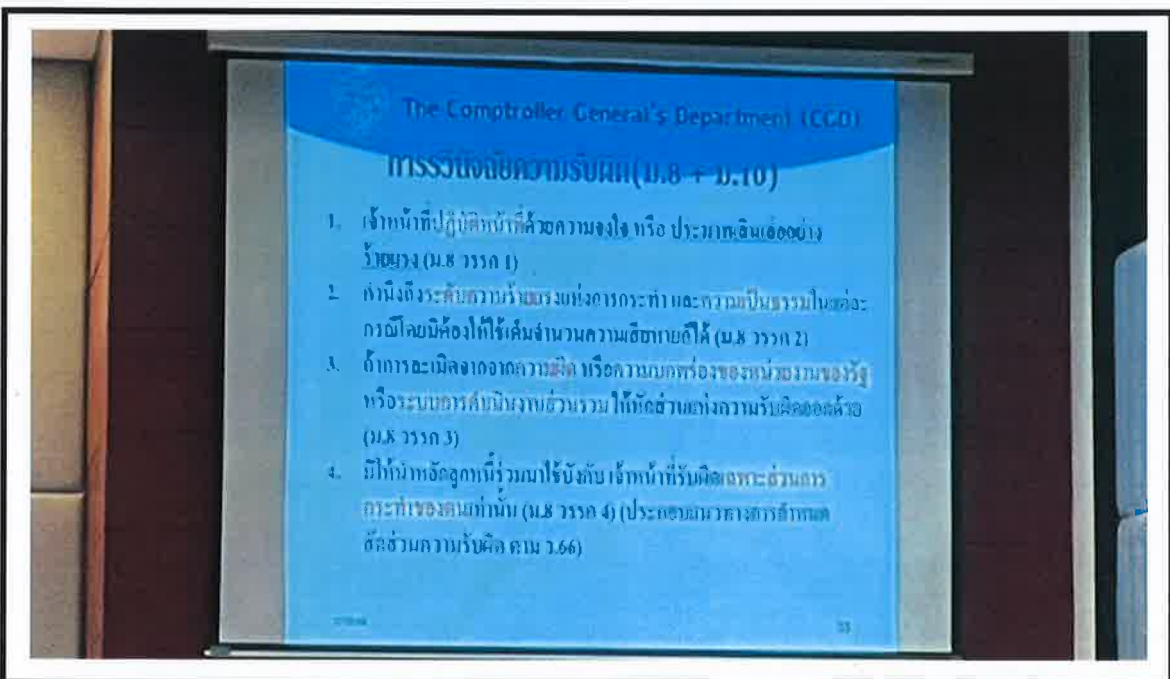 The Comptroller General's Department (CGD)
การวินิจฉัยความรับผิด(ม.8 + ม.10)
1. เจ้าหน้าที่ปฏิบัติหน้าที่ด้วยความจงใจ หรือ ประมาทเลินเล่ออย่าง
ร้ายแรง (ม.8 วรรค 1)
2. คำนึงถึงระดับความร้ายแรงแห่งการกระทำ และความเป็นธรรมในแต่ละ
กรณีโดยมิต้องให้ใช้เต็มจำนวนความเสียหายก็ได้ (ม.8 วรรค 2)
3. ถ้าการละเมิดจากความผิด หรือความบกพร่องของหน่วยงานของรัฐ
หรือระบบการดำเนินงานส่วนรวม ให้หักส่วนแห่งความรับผิดออกด้วย
(ม.8 วรรค 3)
4. มิให้นำหลักลูกหนี้ร่วมมาใช้บังคับ เจ้าหน้าที่รับผิดเฉพาะส่วนการ
กระทำของตนเท่านั้น (ม.8 วรรค 4) (ประกอบแนวทางการกำหนด
สัดส่วนความรับผิด ตาม ว.66)